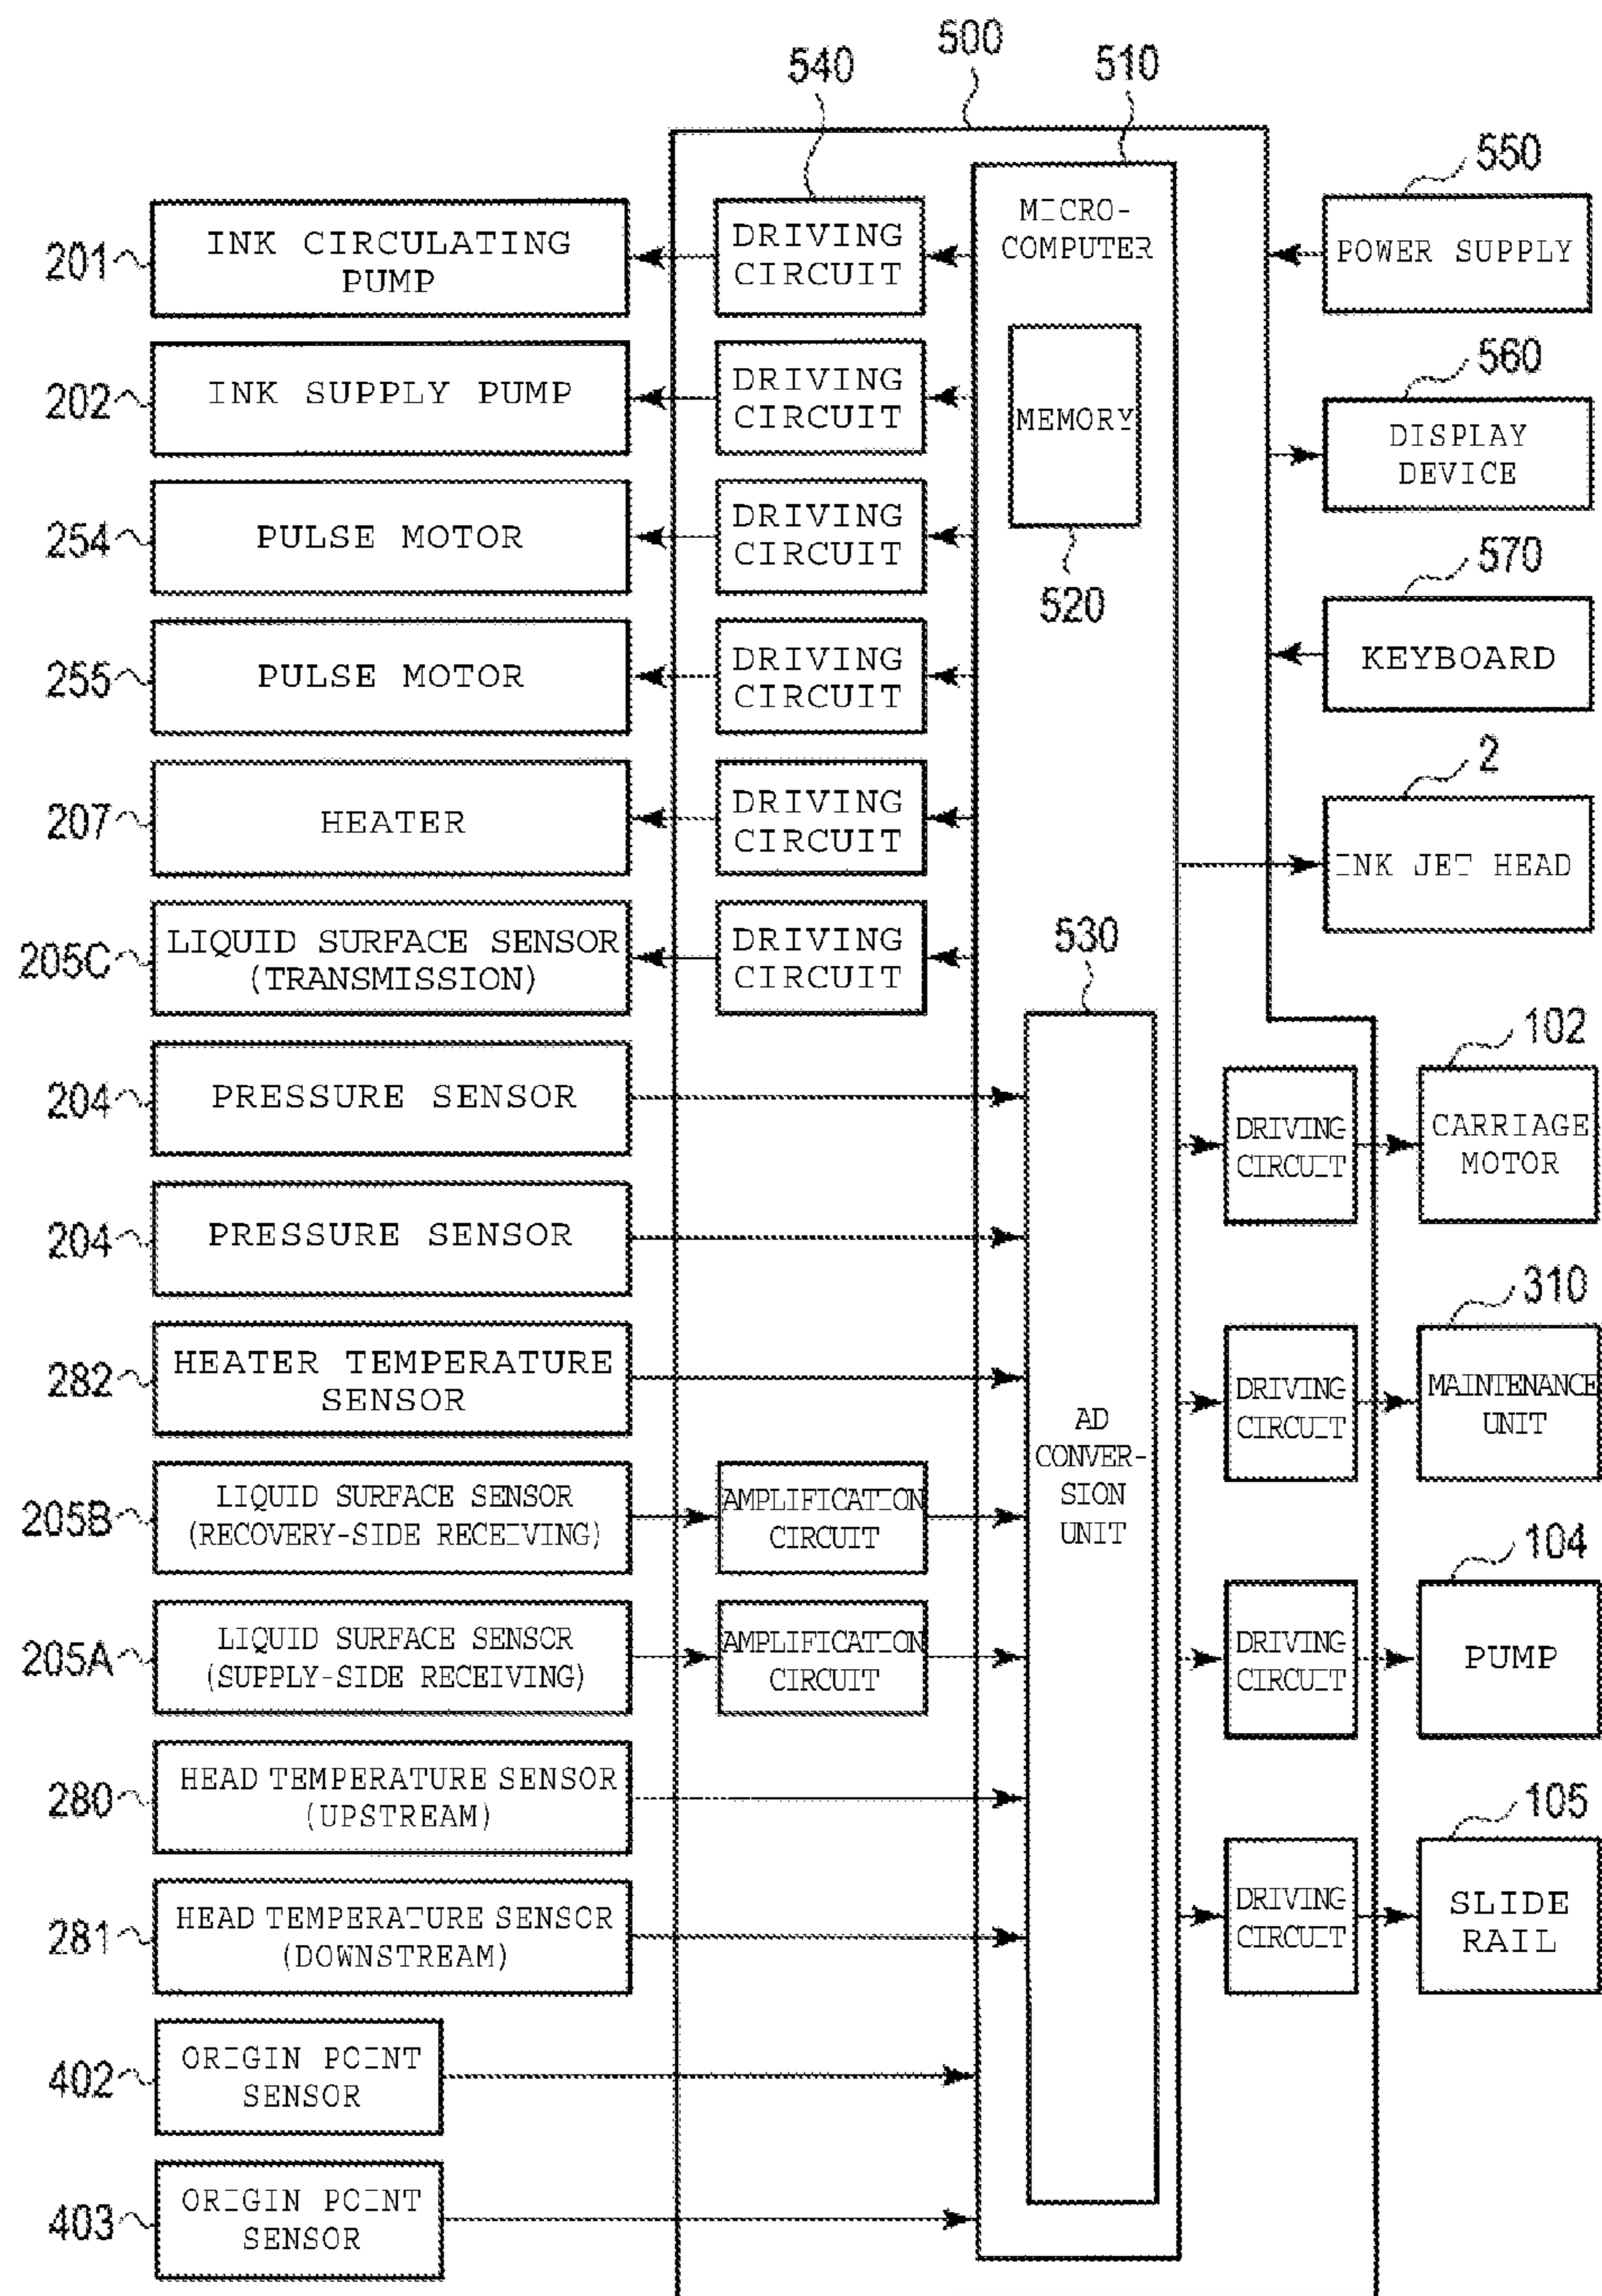 500
540
510
550
201
INK CIRCULATING
PUMP
DRIVING
CIRCUIT
MICRO-
COMPUTER
POWER SUPPLY
202
INK SUPPLY PUMP
DRIVING
CIRCUIT
MEMORY
520
560
DISPLAY
DEVICE
254
PULSE MOTOR
DRIVING
CIRCUIT
570
KEYBOARD
255
PULSE MOTOR
DRIVING
CIRCUIT
2
INK JET HEAD
207
HEATER
DRIVING
CIRCUIT
205C
LIQUID SURFACE SENSOR
(TRANSMISSION)
DRIVING
CIRCUIT
530
AD
CONVER-
SION
UNIT
204
PRESSURE SENSOR
DRIVING
CIRCUIT
102
CARRIAGE
MOTOR
204
PRESSURE SENSOR
282
HEATER TEMPERATURE
SENSOR
DRIVING
CIRCUIT
310
MAINTENANCE
UNIT
205B
LIQUID SURFACE SENSOR
(RECOVERY-SIDE RECEIVING)
AMPLIFICATION
CIRCUIT
205A
LIQUID SURFACE SENSOR
(SUPPLY-SIDE RECEIVING)
AMPLIFICATION
CIRCUIT
DRIVING
CIRCUIT
104
PUMP
280
HEAD TEMPERATURE SENSOR
(UPSTREAM)
281
HEAD TEMPERATURE SENSOR
(DOWNSTREAM)
DRIVING
CIRCUIT
105
SLIDE
RAIL
402
ORIGIN POINT
SENSOR
403
ORIGIN POINT
SENSOR